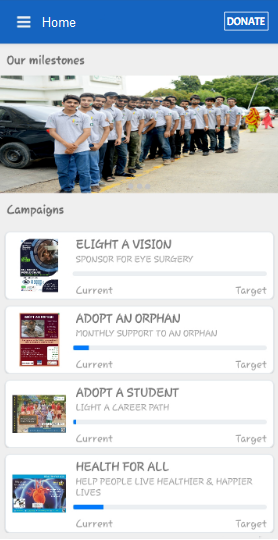 Home
DONATE
Our milestones
Campaigns
ELIGHT A VISION
SPONSOR FOR EYE SURGERY
Current Target
ADOPT AN ORPHAN
MONTHLY SUPPORT TO AN ORPHAN
Current Target
ADOPT A STUDENT
LIGHT A CAREER PATH
Current Target
HEALTH FOR ALL
HELP PEOPLE LIVE HEALTHIER & HAPPIER
LIVES
Current Target